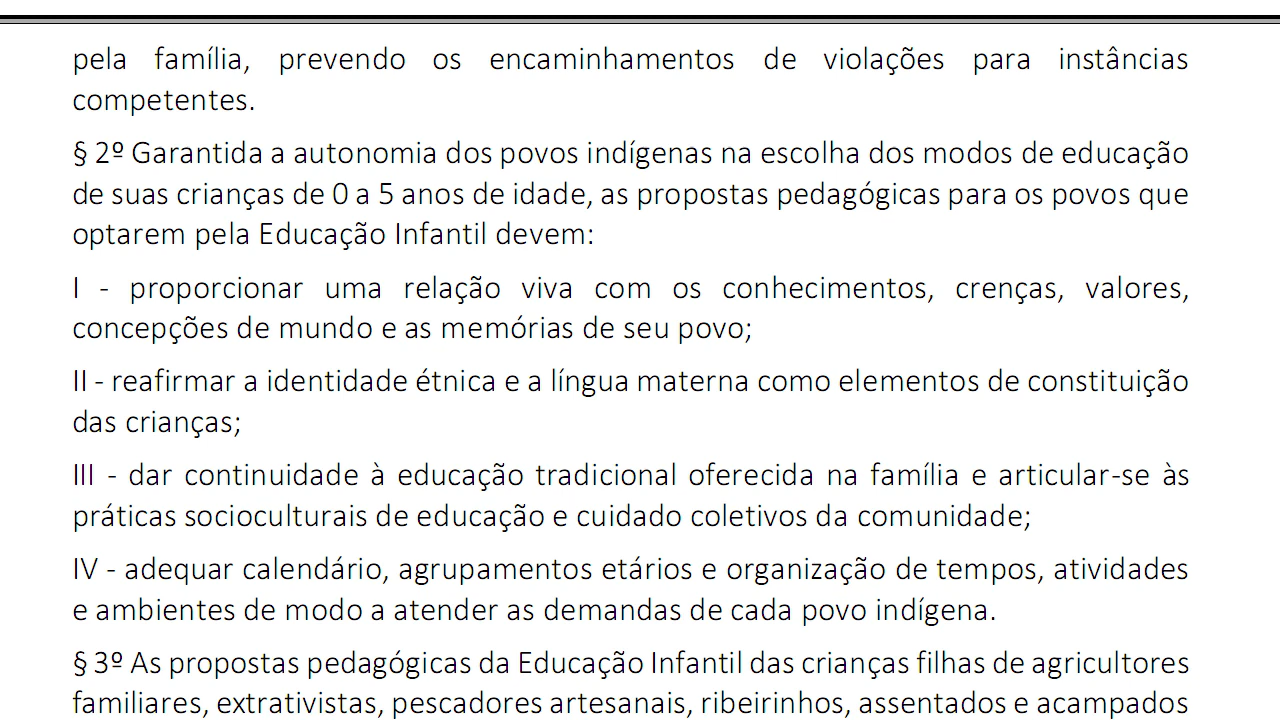 pela família, prevendo os encaminhamentos de violações para instâncias
competentes.
§ 2º Garantida a autonomia dos povos indígenas na escolha dos modos de educação
de suas crianças de 0 a 5 anos de idade, as propostas pedagógicas para os povos que
optarem pela Educação Infantil devem:
I - proporcionar uma relação viva com os conhecimentos, crenças, valores,
concepções de mundo e as memórias de seu povo;
II - reafirmar a identidade étnica e a língua materna como elementos de constituição
das crianças;
III - dar continuidade à educação tradicional oferecida na família e articular-se às
práticas socioculturais de educação e cuidado coletivos da comunidade;
IV - adequar calendário, agrupamentos etários e organização de tempos, atividades
e ambientes de modo a atender as demandas de cada povo indígena.
§ 3º As propostas pedagógicas da Educação Infantil das crianças filhas de agricultores
familiares, extrativistas, pescadores artesanais, ribeirinhos, assentados e acampados